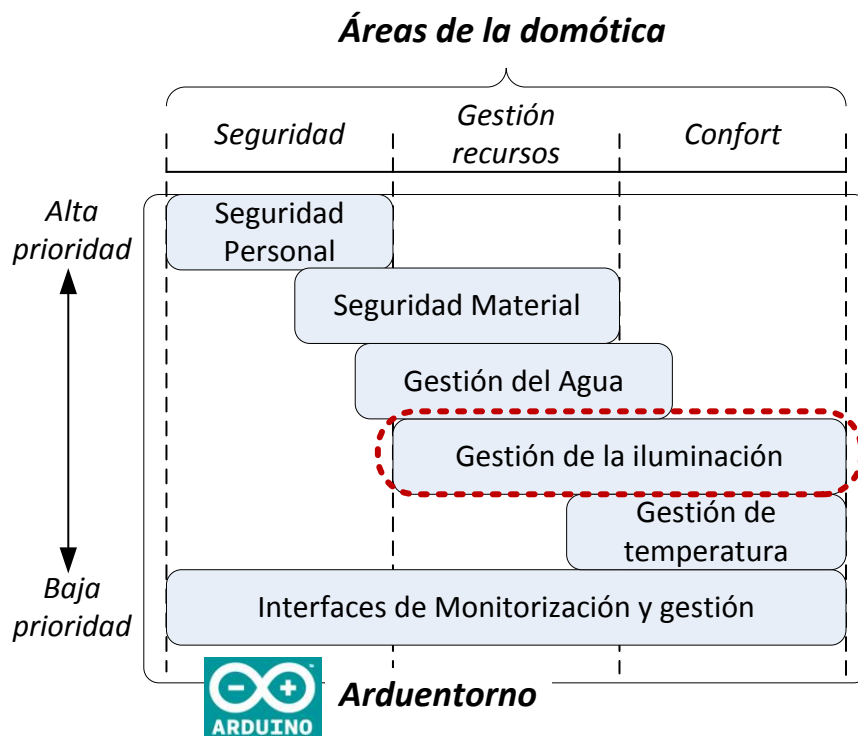 Áreas de la domótica
Seguridad
Gestión
recursos
Confort
Alta
prioridad
Seguridad
Personal
Seguridad Material
Gestión del Agua
Gestión de la iluminación
Gestión de
temperatura
Baja
prioridad
Interfaces de Monitorización y gestión
Arduentorno
ARDUINO